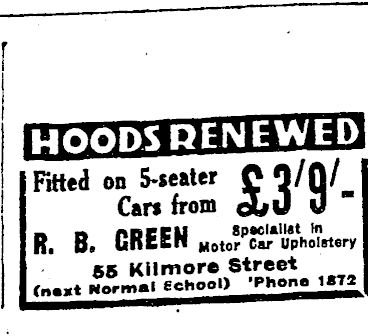 HOODS RENEWED
Fitted on 5-seater
Cars from £3/9/-
R. B. GREEN Specialist in
Motor Car Upholstery
55 Kilmore Street
(next Normal School) 'Phone 1872